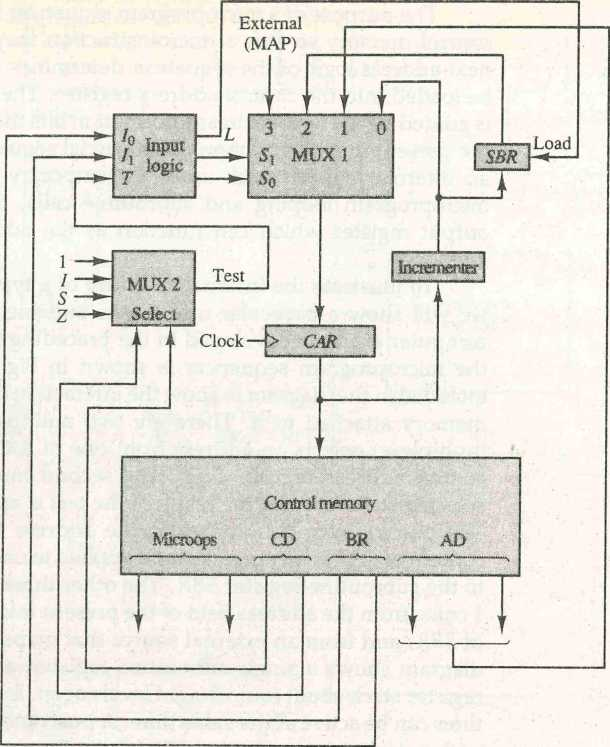 External
(MAP)
I0
I1
T
Input
logic
L
3 2 1 0
S1 MUX 1
S0
SBR
Load
1
I
S
Z
MUX 2
Select
Test
Incrementer
Clock
CAR
Control memory
Microops CD BR AD